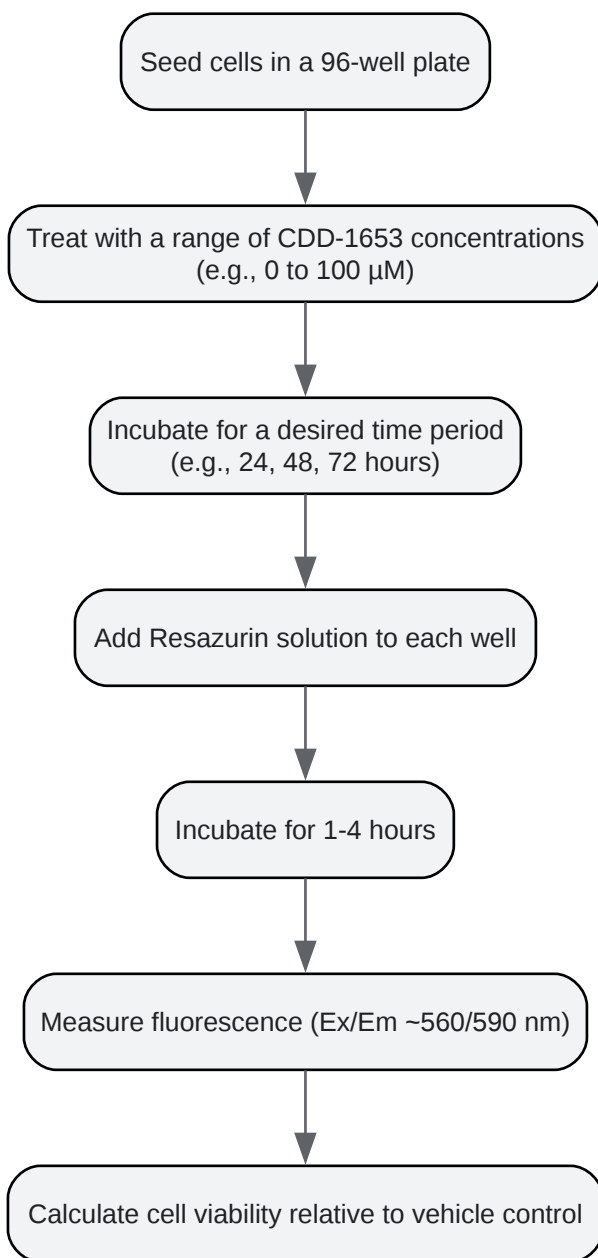 Seed cells in a 96-well plate
Treat with a range of CDD-1653 concentrations
(e.g., 0 to 100 µM)
Incubate for a desired time period
(e.g., 24, 48, 72 hours)
Add Resazurin solution to each well
Incubate for 1-4 hours
Measure fluorescence (Ex/Em ~560/590 nm)
Calculate cell viability relative to vehicle control